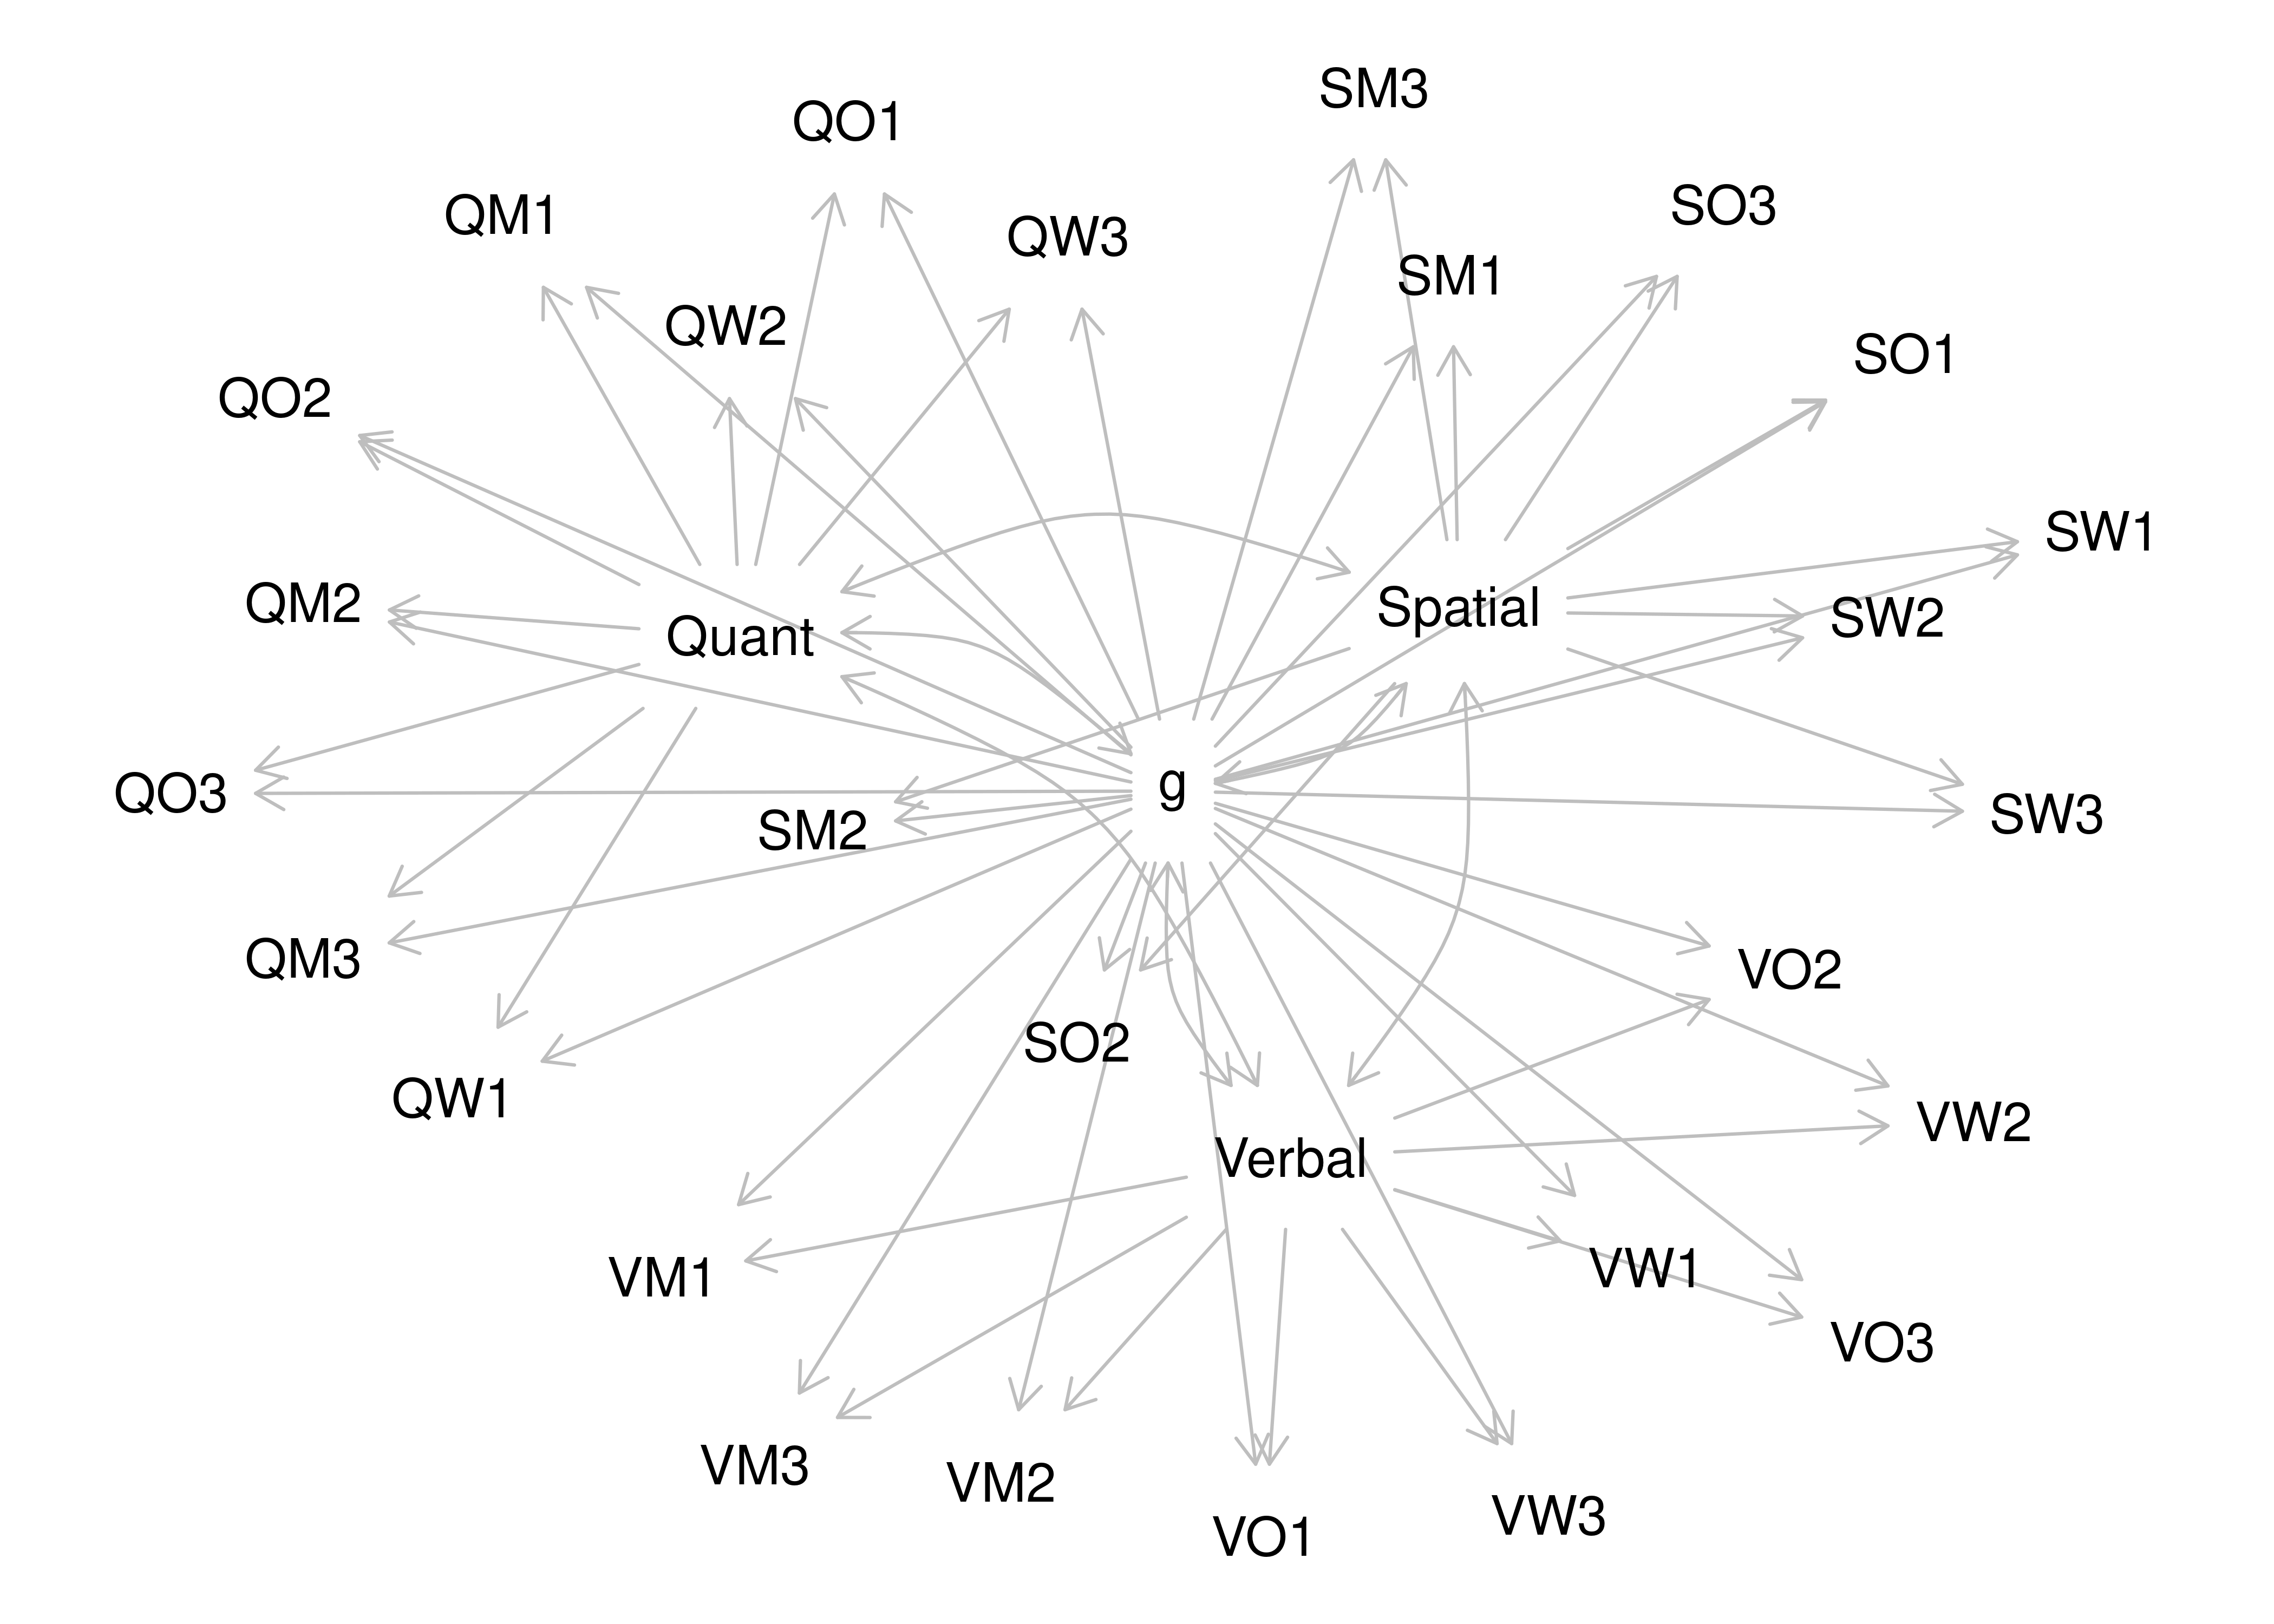 SM3
QO1
SO3
QM1
QW3
SM1
QW2
SO1
QO2
SW1
QM2
Spatial
SW2
Quant
g
QO3
SW3
SM2
QM3
VO2
SO2
QW1
VW2
Verbal
VW1
VM1
VO3
VM3
VM2
VW3
VO1